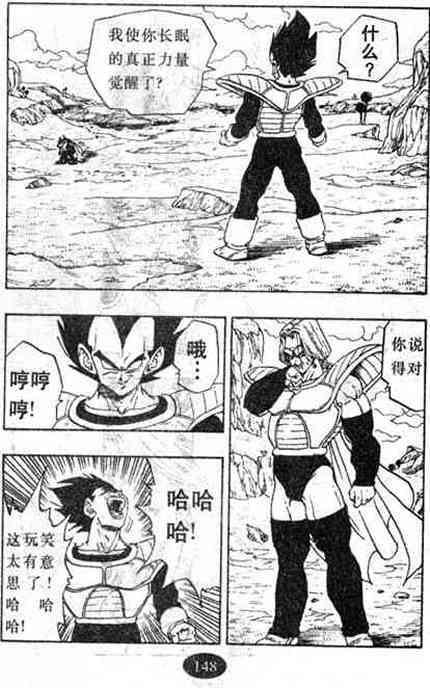 什么?
我使你长眠
的真正力量
觉醒了?
你说
得对
哦
…
哼哼
哼!
哈哈
哈!
这玩笑
太有意
思了!
哈哈
哈!
148